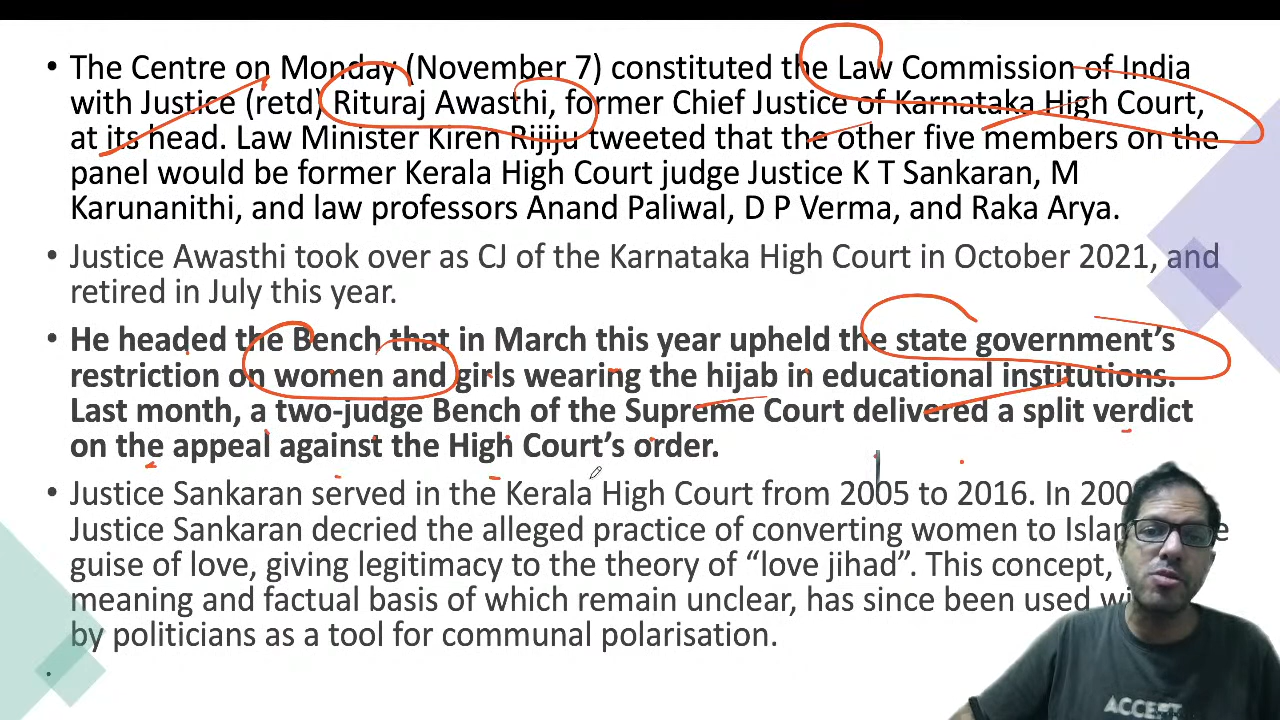 • The Centre on Monday (November 7) constituted the Law Commission of India
with Justice (retd) Rituraj Awasthi, former Chief Justice of Karnataka High Court,
at its head. Law Minister Kiren Rijiju tweeted that the other five members on the
panel would be former Kerala High Court judge Justice K T Sankaran, M
Karunanithi, and law professors Anand Paliwal, D P Verma, and Raka Arya.
• Justice Awasthi took over as CJ of the Karnataka High Court in October 2021, and
retired in July this year.
• He headed the Bench that in March this year upheld the state government’s
restriction on women and girls wearing the hijab in educational institutions.
Last month, a two-judge Bench of the Supreme Court delivered a split verdict
on the appeal against the High Court’s order.
• Justice Sankaran served in the Kerala High Court from 2005 to 2016. In
Justice Sankaran decried the alleged practice of converting women to
guise of love, giving legitimacy to the theory of “love jihad”. This concept,
meaning and factual basis of which remain unclear, has since been used
by politicians as a tool for communal polarisation.
•